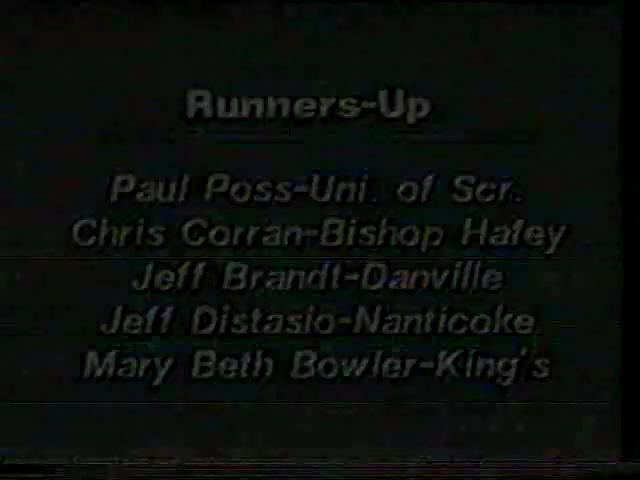 Runners-Up
Paul Poss-Uni. of Scr.
Chris Corran-Bishop Hafey
Jeff Brandt-Danville
Jeff Distasio-Nanticoke
Mary Beth Bowler-King's